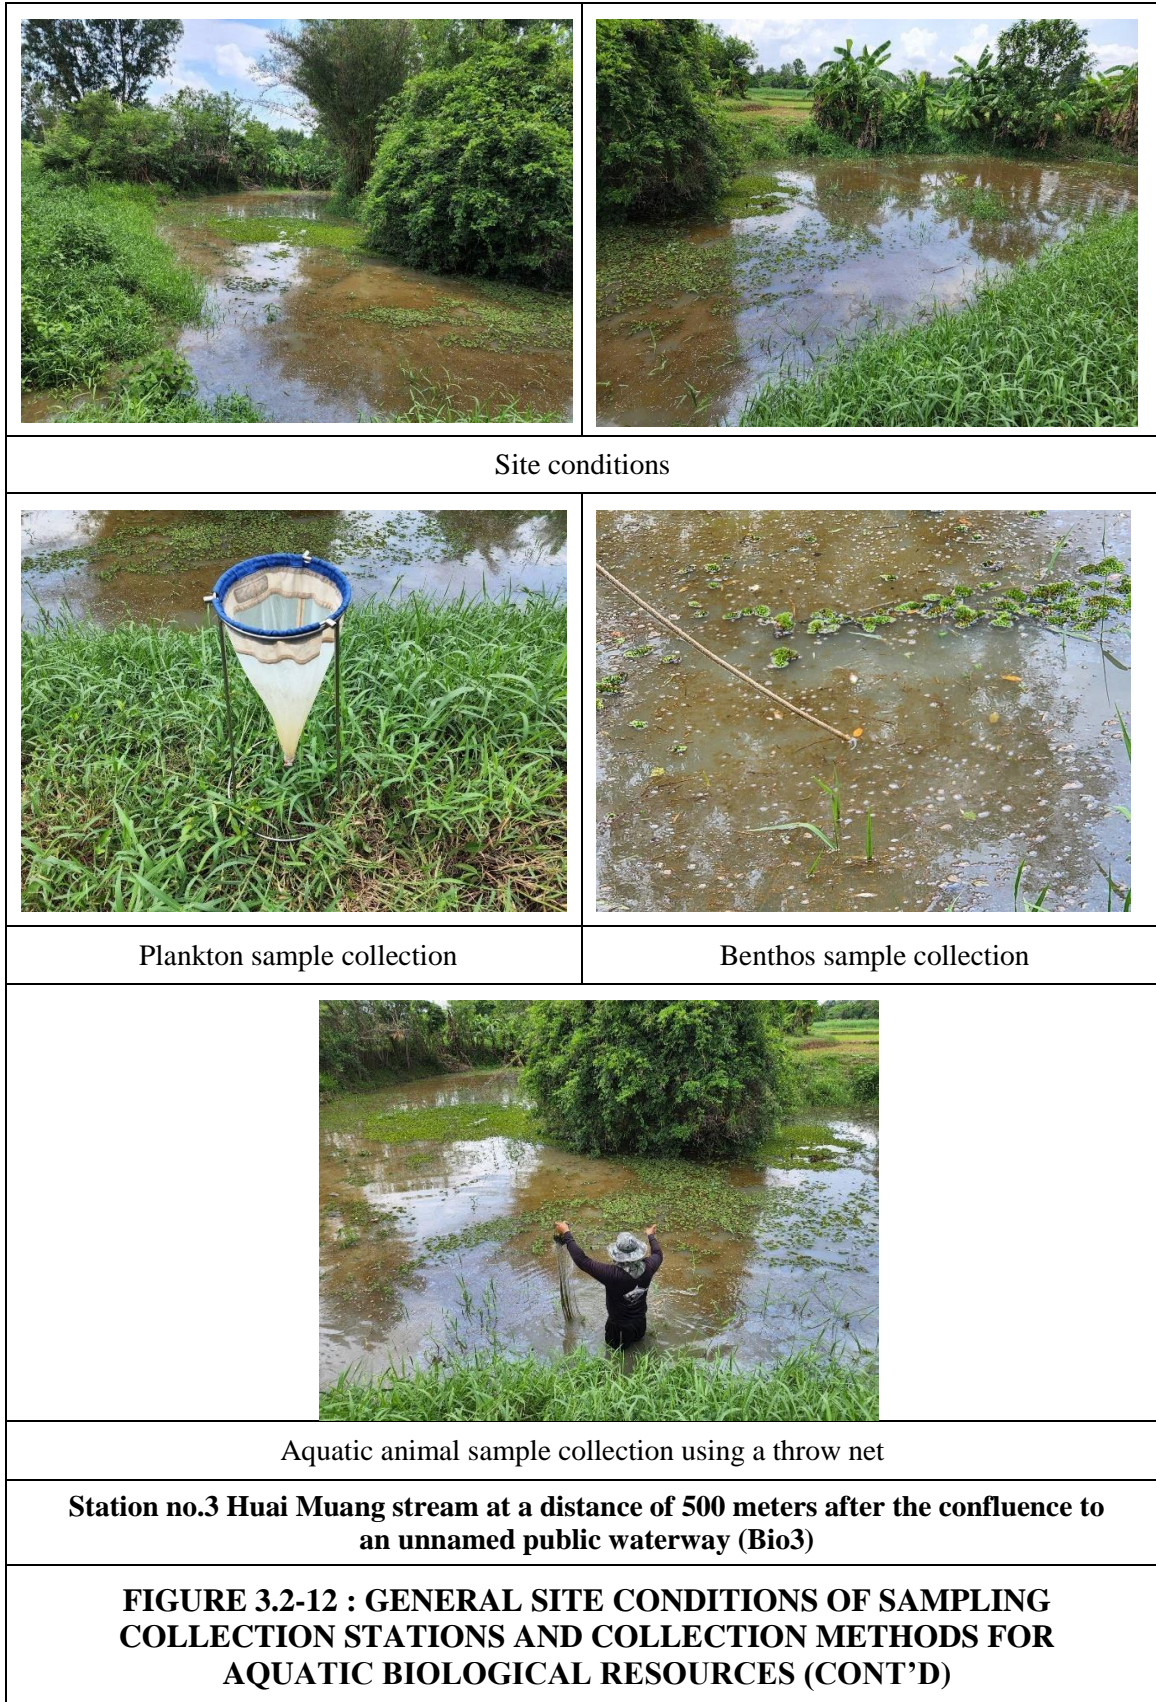 Site conditions
Plankton sample collection
Benthos sample collection
Aquatic animal sample collection using a throw net
Station no.3 Huai Muang stream at a distance of 500 meters after the confluence to
an unnamed public waterway (Bio3)
FIGURE 3.2-12 : GENERAL SITE CONDITIONS OF SAMPLING
COLLECTION STATIONS AND COLLECTION METHODS FOR
AQUATIC BIOLOGICAL RESOURCES (CONT’D)